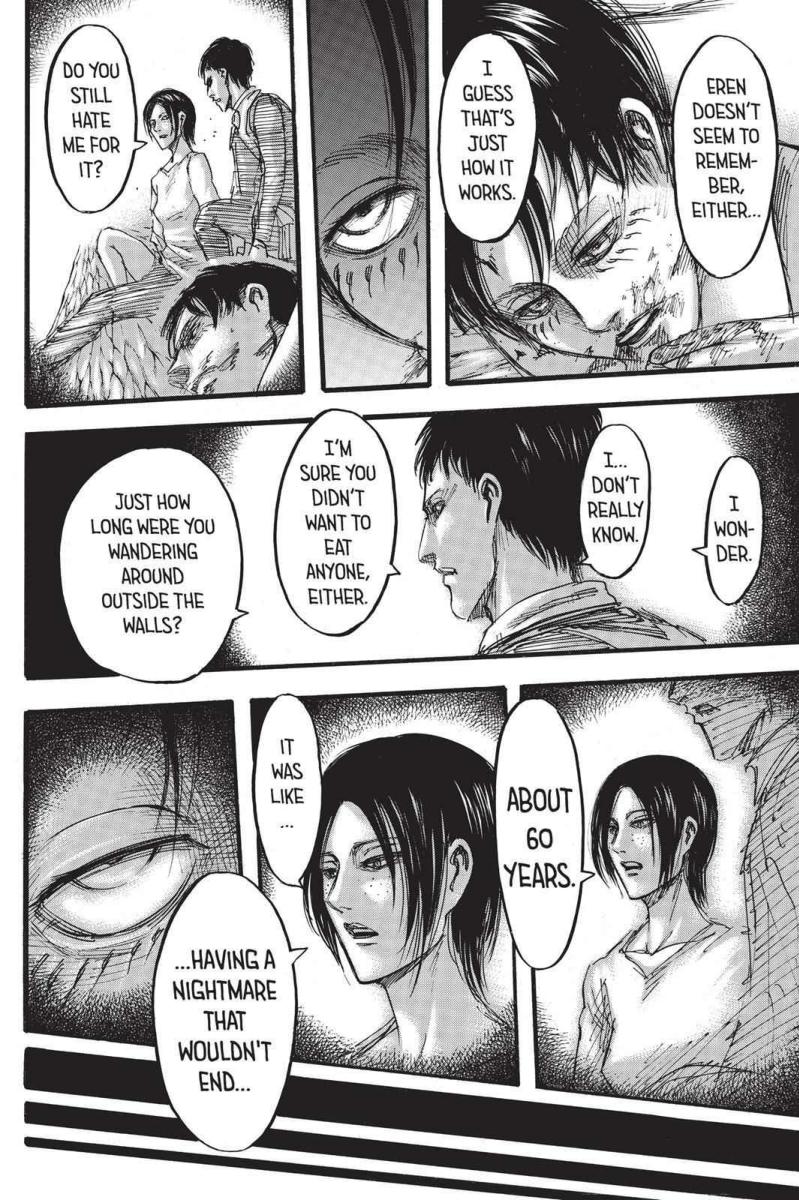 EREN
DOESN'T
SEEM TO
REMEM-
BER,
EITHER...
I
GUESS
THAT'S
JUST
HOW IT
WORKS.
DO YOU
STILL
HATE
ME FOR
IT?
I
WON-
DER.
I...
DON'T
REALLY
KNOW.
I'M
SURE YOU
DIDN'T
WANT TO
EAT
ANYONE,
EITHER.
JUST HOW
LONG WERE YOU
WANDERING
AROUND
OUTSIDE THE
WALLS?
ABOUT
60
YEARS.
IT
WAS
LIKE
...
...HAVING A
NIGHTMARE
THAT
WOULDN'T
END...